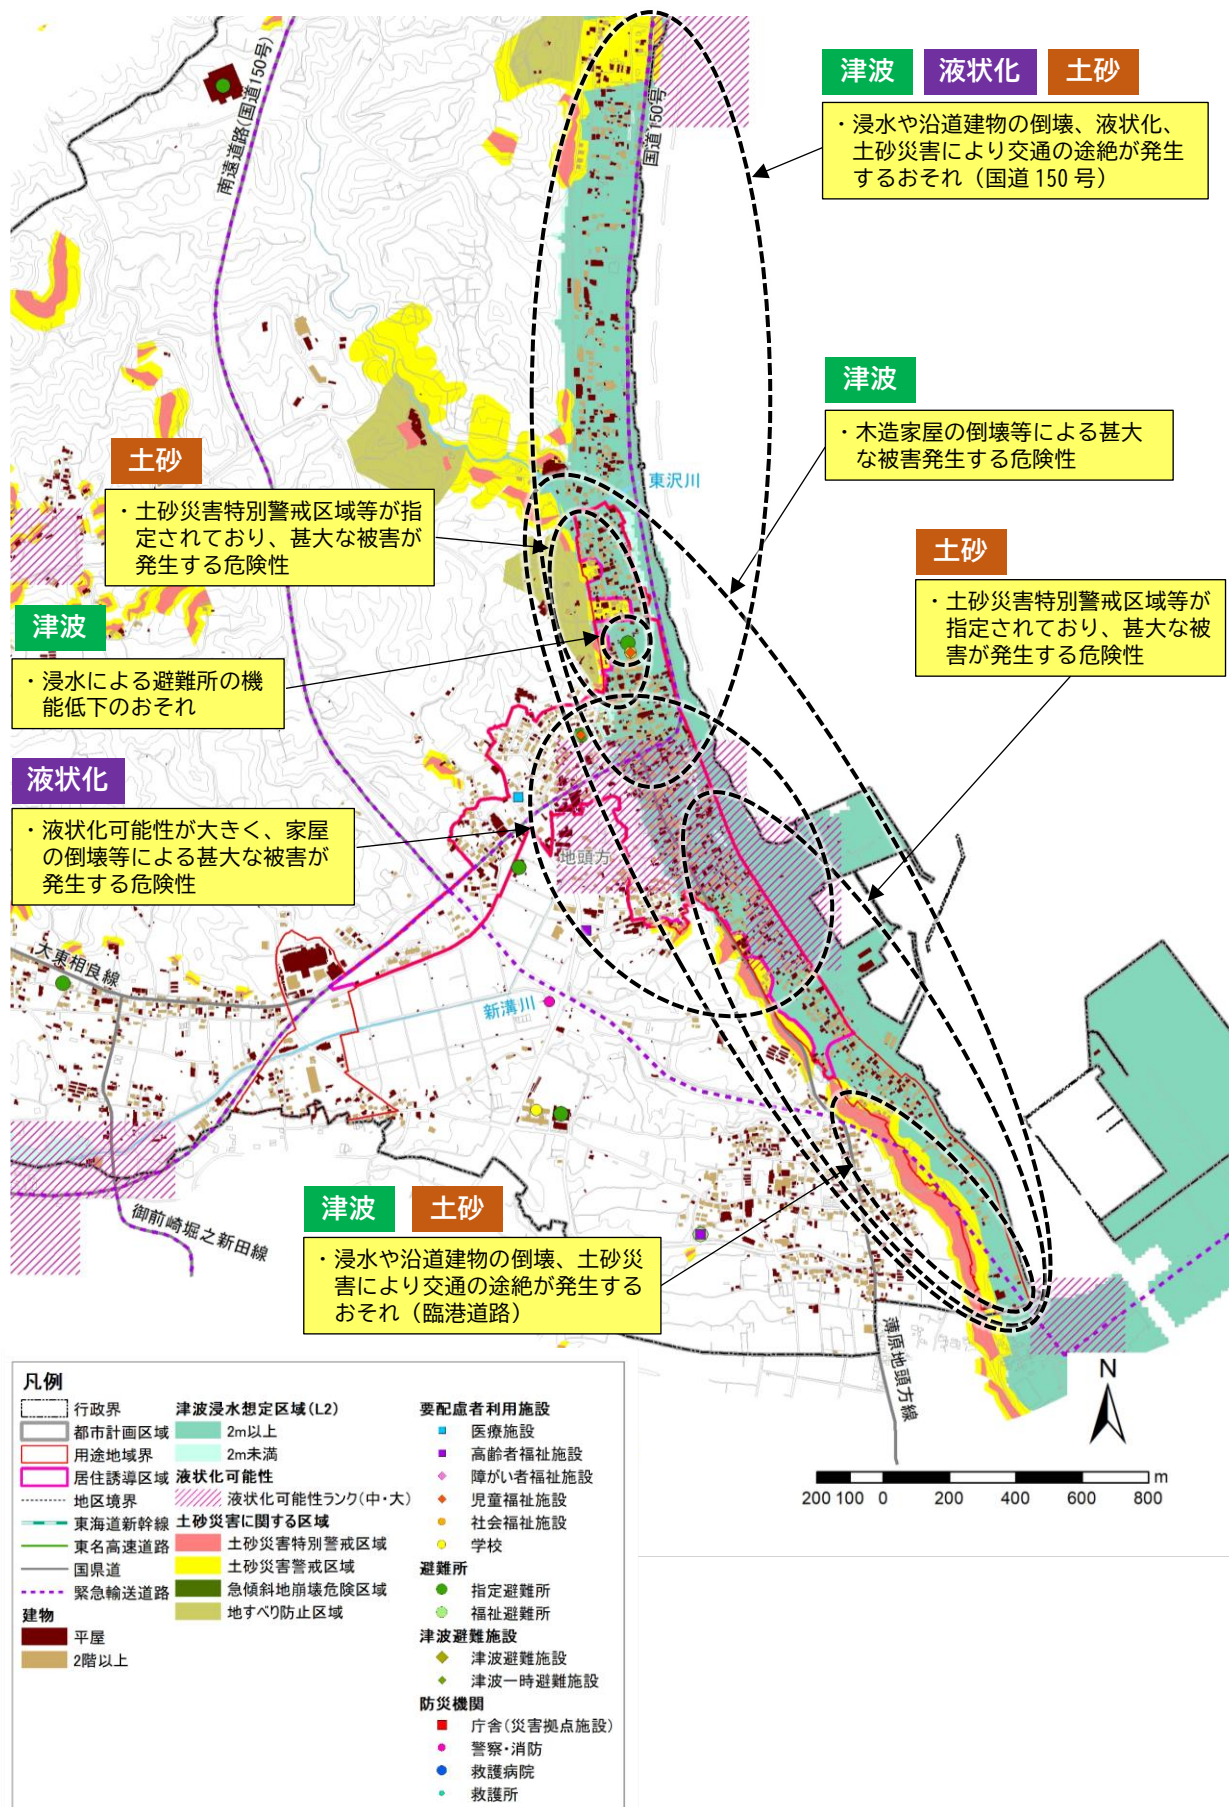 南遠道路(国道150号)
国道150号
津波
液状化
土砂
・浸水や沿道建物の倒壊、液状化、
土砂災害により交通の途絶が発生
するおそれ（国道150号）
津波
・木造家屋の倒壊等による甚大
な被害発生する危険性
東沢川
土砂
・土砂災害特別警戒区域等が指
定されており、甚大な被害が
発生する危険性
土砂
・土砂災害特別警戒区域等が
指定されており、甚大な被
害が発生する危険性
津波
・浸水による避難所の機
能低下のおそれ
液状化
・液状化可能性が大きく、家屋
の倒壊等による甚大な被害が
発生する危険性
地頭方
大東相良線
新溝川
御前崎堀之新田線
津波
土砂
・浸水や沿道建物の倒壊、土砂災
害により交通の途絶が発生する
おそれ（臨港道路）
薄原地頭方線
N
200 100 0 200 400 600 800 m
凡例
行政界
都市計画区域
用途地域界
居住誘導区域
地区境界
東海道新幹線
東名高速道路
国県道
緊急輸送道路
建物
平屋
2階以上
津波浸水想定区域(L2)
2m以上
2m未満
液状化可能性
液状化可能性ランク(中・大)
土砂災害に関する区域
土砂災害特別警戒区域
土砂災害警戒区域
急傾斜地崩壊危険区域
地すべり防止区域
要配慮者利用施設
医療施設
高齢者福祉施設
障がい者福祉施設
児童福祉施設
社会福祉施設
学校
避難所
指定避難所
福祉避難所
津波避難施設
津波避難施設
津波一時避難施設
防災機関
庁舎(災害拠点施設)
警察・消防
救護病院
救護所